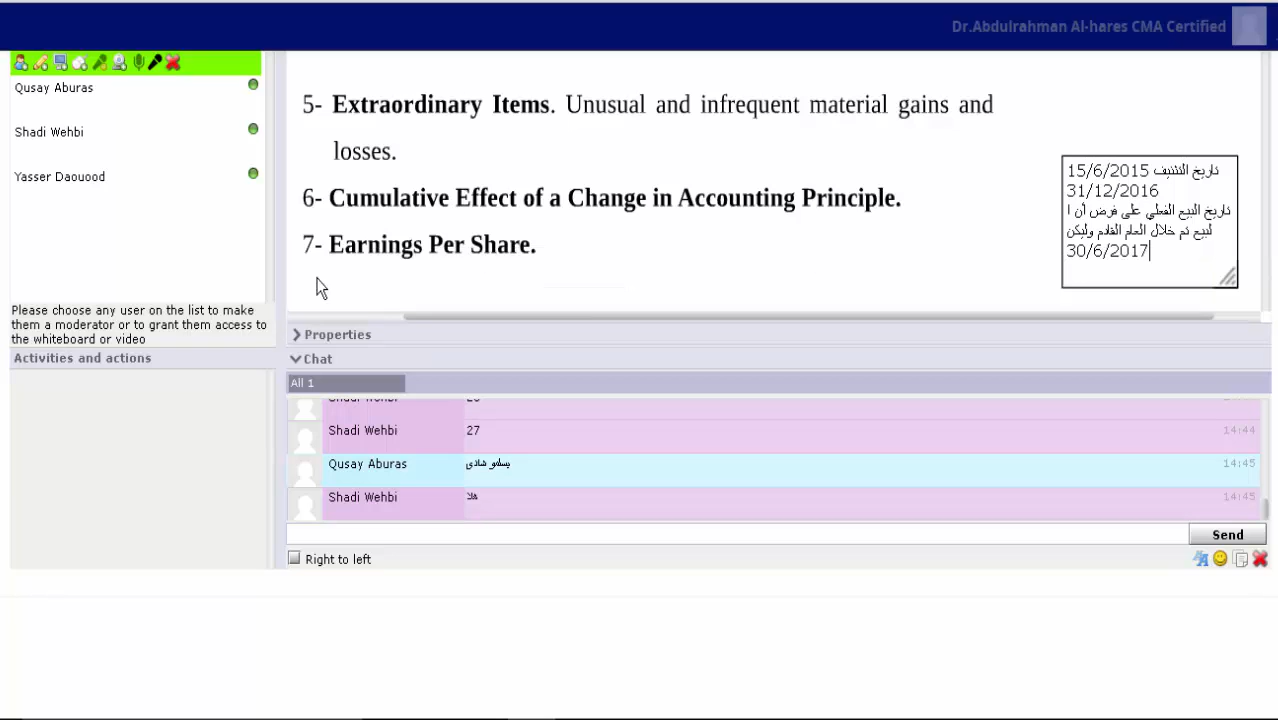 Dr.Abdulrahman Al-hares CMA Certified
Qusay Aburas
Shadi Wehbi
Yasser Daouood
Please choose any user on the list to make
them a moderator or to grant them access to
the whiteboard or video
Activities and actions
5- Extraordinary Items. Unusual and infrequent material gains and
losses.
6- Cumulative Effect of a Change in Accounting Principle.
7- Earnings Per Share.
تاريخ 15/6/2015
31/12/2016
تاريخ البيع الفعلي على فرض أن ا
لبيع تم خلال العام القادم وليكن
30/6/2017
Properties
Chat
All 1
Shadi Wehbi
Shadi Wehbi 27 14:44
Qusay Aburas يسلمو شادي 14:45
Shadi Wehbi هلا 14:45
Send
Right to left